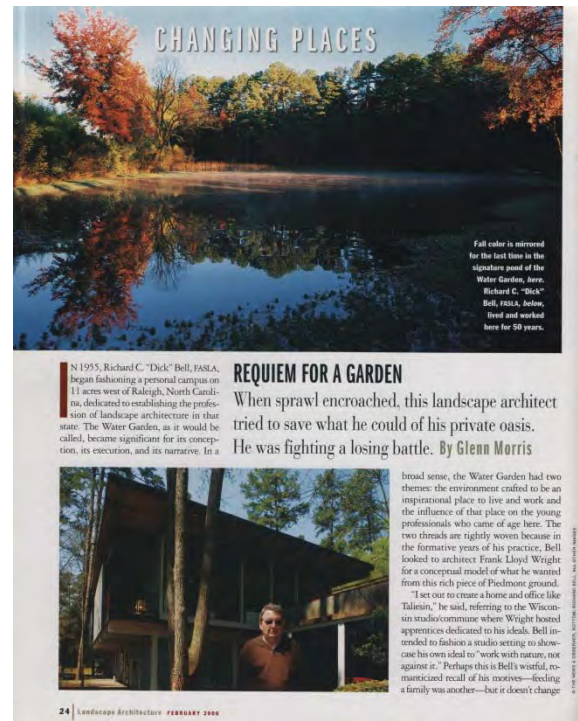 CHANGING PLACES
Fall color is mirrored
for the last time in the
signature pond of the
Water Garden, here.
Richard C. "Dick"
Bell, FASLA, below,
lived and worked
here for 50 years.
IN 1955, Richard C. "Dick" Bell, FASLA,
began fashioning a personal campus on
11 acres west of Raleigh, North Caroli-
na, dedicated to establishing the profes-
sion of landscape architecture in that
state. The Water Garden, as it would be
called, became significant for its concep-
tion, its execution, and its narrative. In a
REQUIEM FOR A GARDEN
When sprawl encroached, this landscape architect
tried to save what he could of his private oasis.
He was fighting a losing battle. By Glenn Morris
broad sense, the Water Garden had two
themes: the environment crafted to be an
inspirational place to live and work and
the influence of that place on the young
professionals who came of age here. The
two threads are tightly woven because in
the formative years of his practice, Bell
looked to architect Frank Lloyd Wright
for a conceptual model of what he wanted
from this rich piece of Piedmont ground.
"I set out to create a home and office like
Taliesin," he said, referring to the Wiscon-
sin studio/commune where Wright hosted
apprentices dedicated to his ideals. Bell in-
tended to fashion a studio setting to show-
case his own ideal to "work with nature, not
against it." Perhaps this is Bell's wistful, ro-
manticized recall of his motives—feeding
a family was another—but it doesn't change
24 Landscape Architecture FEBRUARY 2006